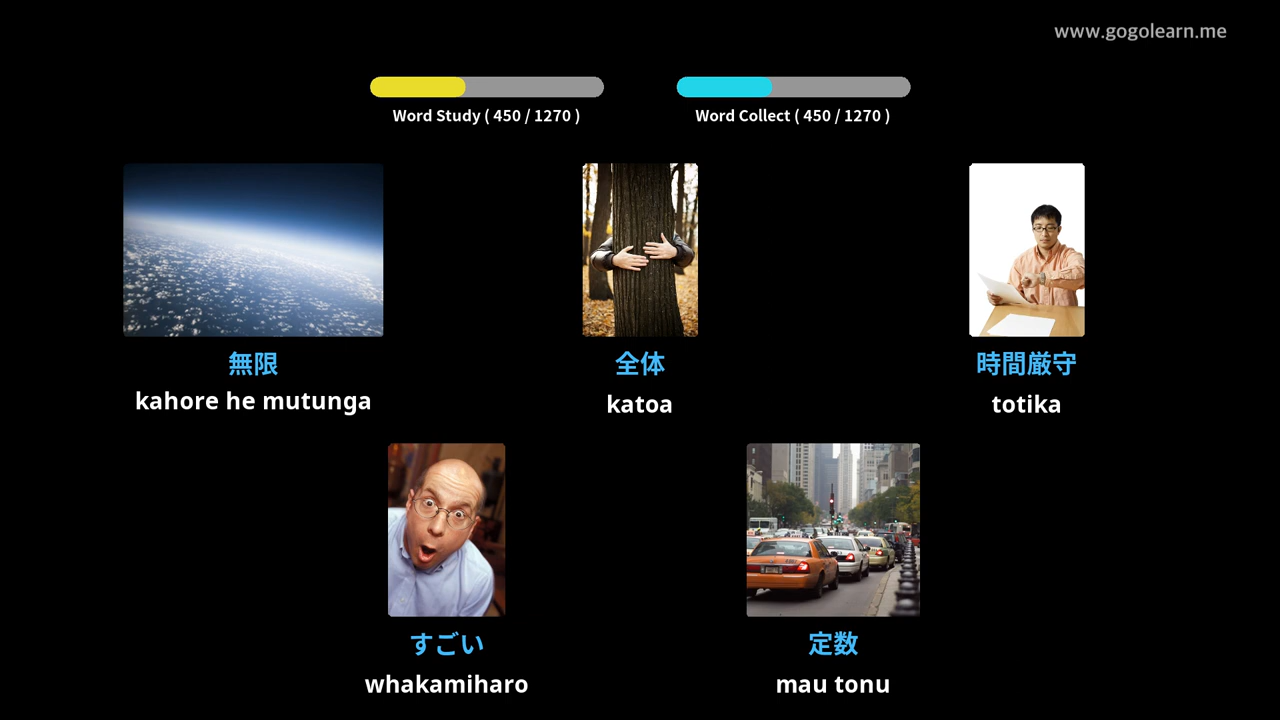 www.gogolearn.me
Word Study ( 450 / 1270 )
Word Collect ( 450 / 1270 )
無限
kahore he mutunga
全体
katoa
時間厳守
totika
すごい
whakamiharo
定数
mau tonu